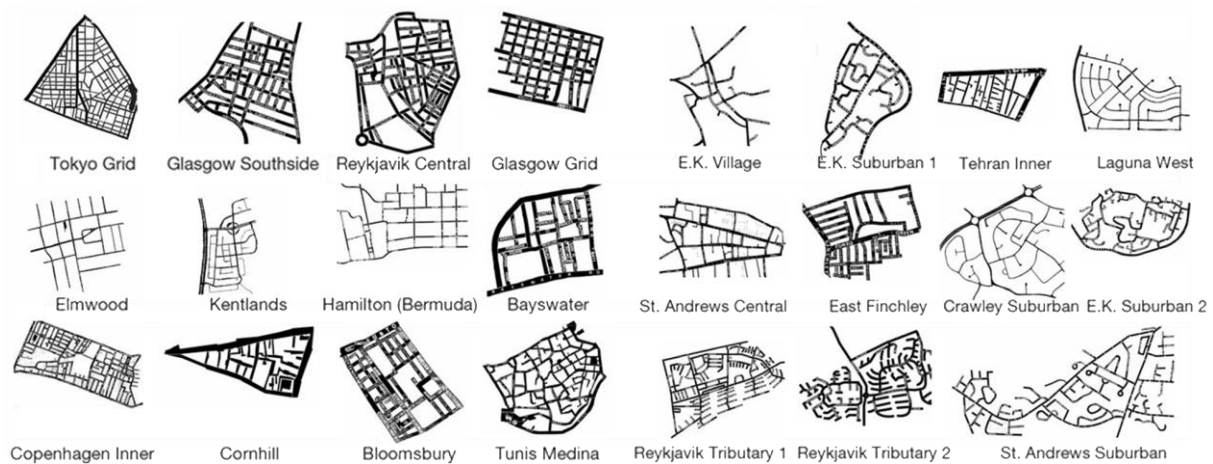 Tokyo Grid
Glasgow Southside
Reykjavik Central
Glasgow Grid
E.K. Village
E.K. Suburban 1
Tehran Inner
Laguna West
Elmwood
Kentlands
Hamilton (Bermuda)
Bayswater
St. Andrews Central
East Finchley
Crawley Suburban
E.K. Suburban 2
Copenhagen Inner
Cornhill
Bloomsbury
Tunis Medina
Reykjavik Tributary 1
Reykjavik Tributary 2
St. Andrews Suburban